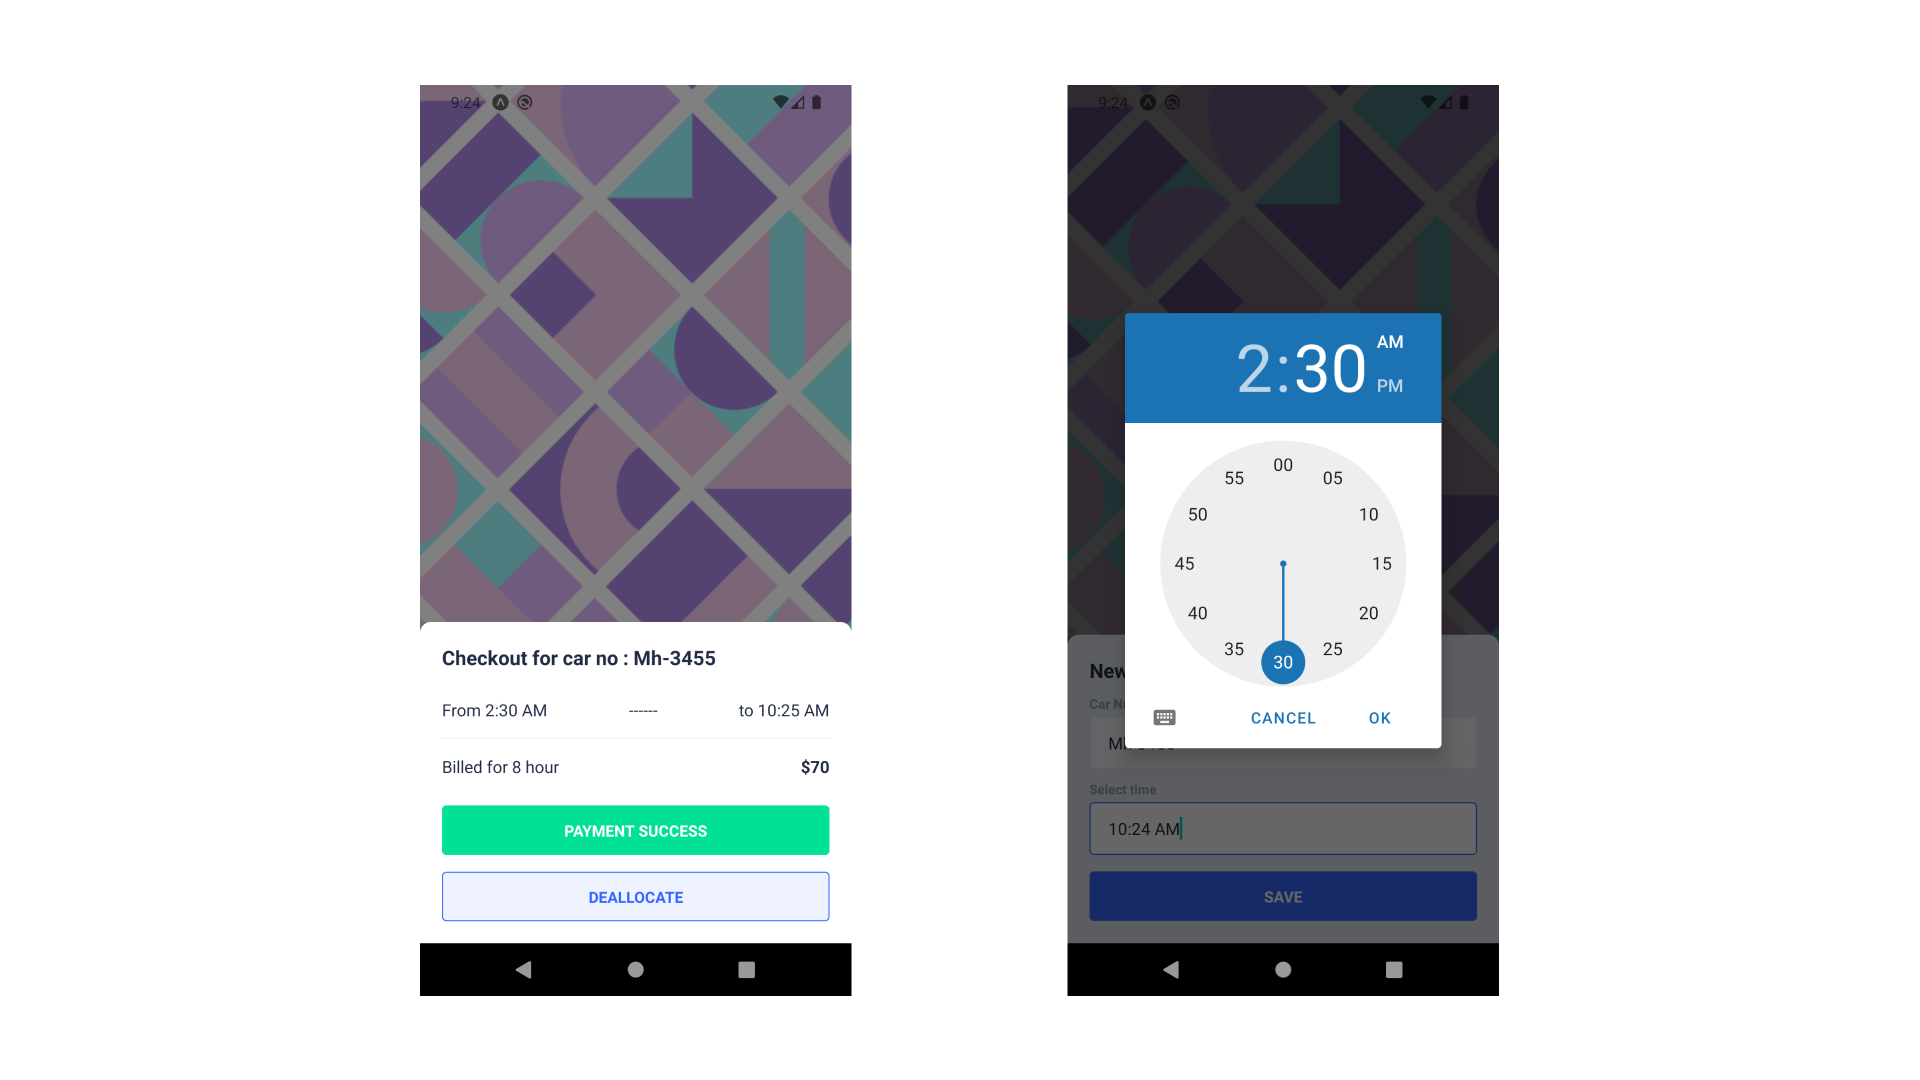 9:24
Checkout for car no : Mh-3455
From 2:30 AM ------ to 10:25 AM
Billed for 8 hour $70
PAYMENT SUCCESS
DEALLOCATE
9:24
2:30 AM PM
00
05
10
15
20
25
30
35
40
45
50
55
CANCEL OK
New
Car
Select time
10:24 AM
SAVE